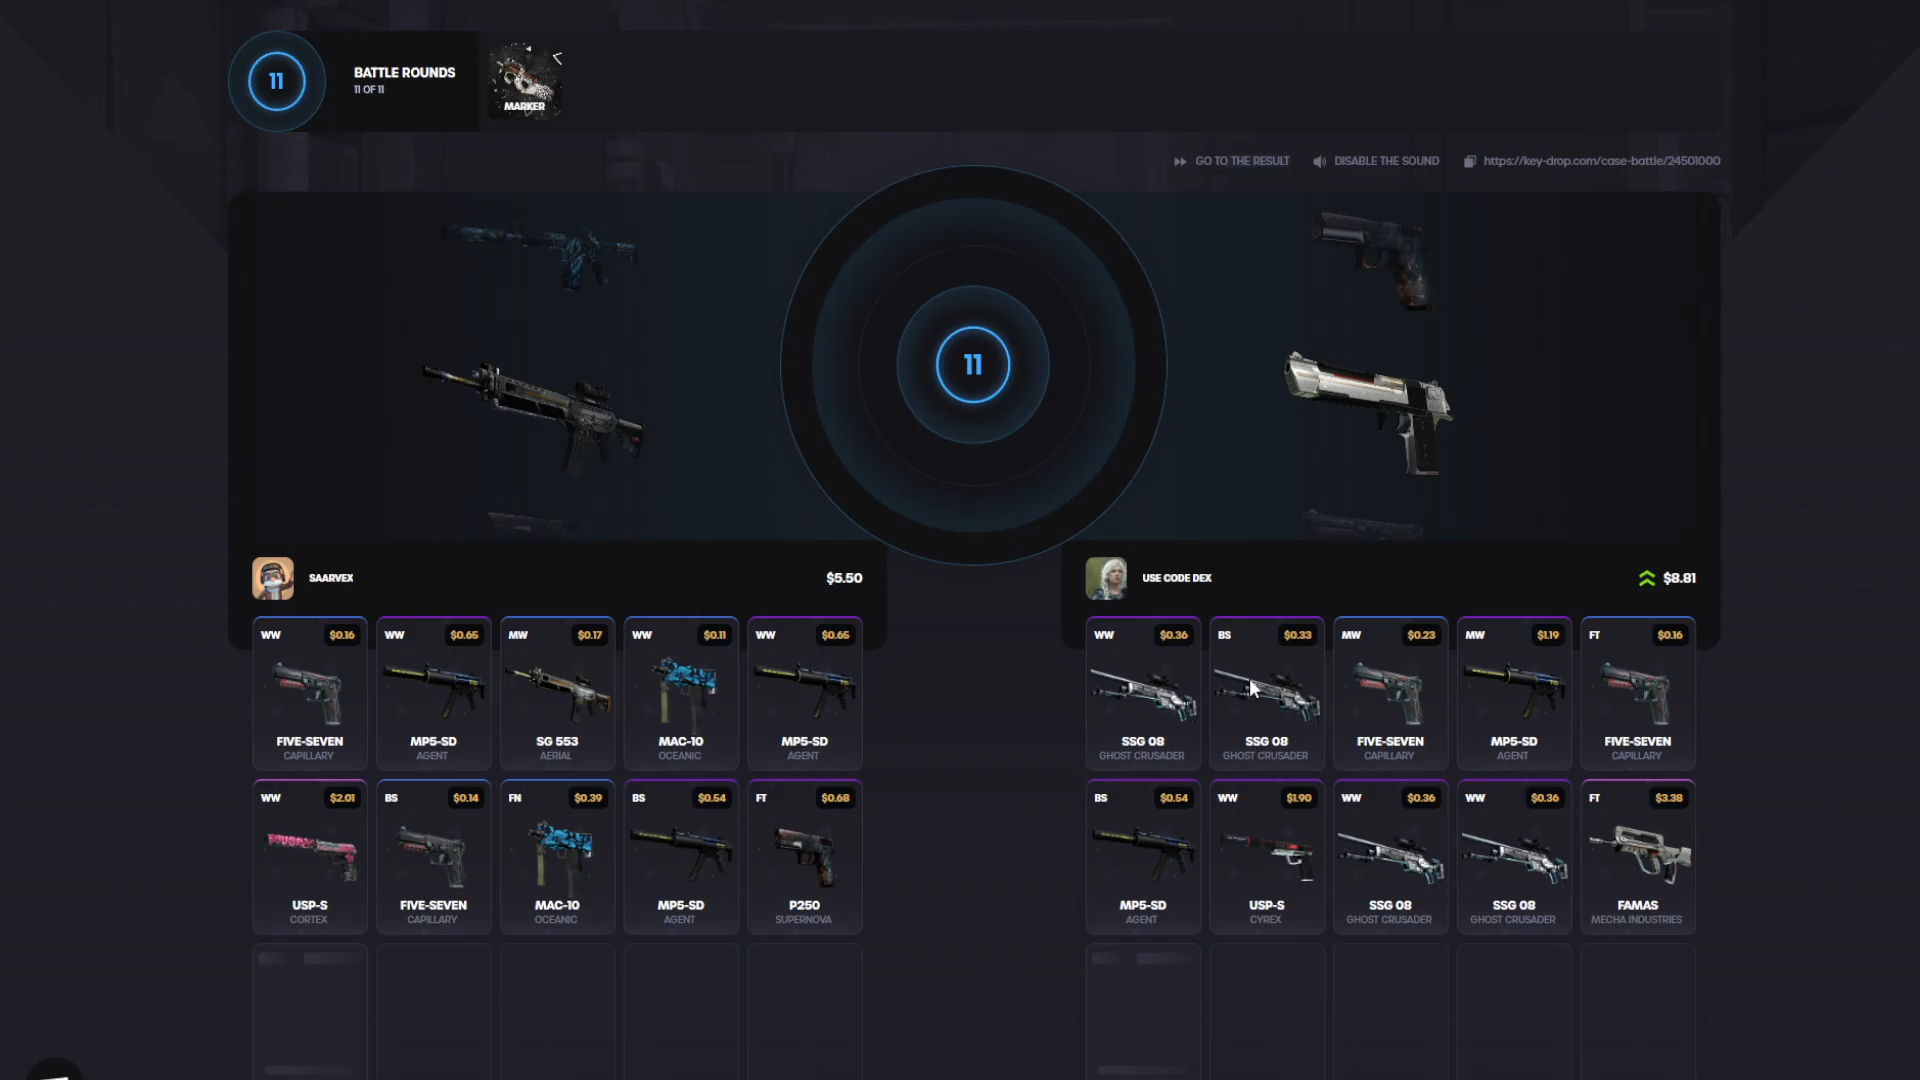 11
BATTLE ROUNDS
11 OF 11
MARKER
GO TO THE RESULT
DISABLE THE SOUND
https://key-drop.com/case-battle/24501000
11
SAARVEX
$5.50
USE CODE DEX
$8.81
WW
$0.16
FIVE-SEVEN
CAPILLARY
WW
$0.65
MP5-SD
AGENT
MW
$0.17
SG 553
AERIAL
WW
$0.11
MAC-10
OCEANIC
WW
$0.65
MP5-SD
AGENT
WW
$0.36
SSG 08
GHOST CRUSADER
BS
$0.33
SSG 08
GHOST CRUSADER
MW
$0.23
FIVE-SEVEN
CAPILLARY
MW
$1.19
MP5-SD
AGENT
FT
$0.16
FIVE-SEVEN
CAPILLARY
WW
$2.01
USP-S
CORTEX
BS
$0.14
FIVE-SEVEN
CAPILLARY
FN
$0.39
MAC-10
OCEANIC
BS
$0.54
MP5-SD
AGENT
FT
$0.68
P250
SUPERNOVA
BS
$0.54
MP5-SD
AGENT
WW
$1.90
USP-S
CYREX
WW
$0.36
SSG 08
GHOST CRUSADER
WW
$0.36
SSG 08
GHOST CRUSADER
FT
$3.38
FAMAS
MECHA INDUSTRIES